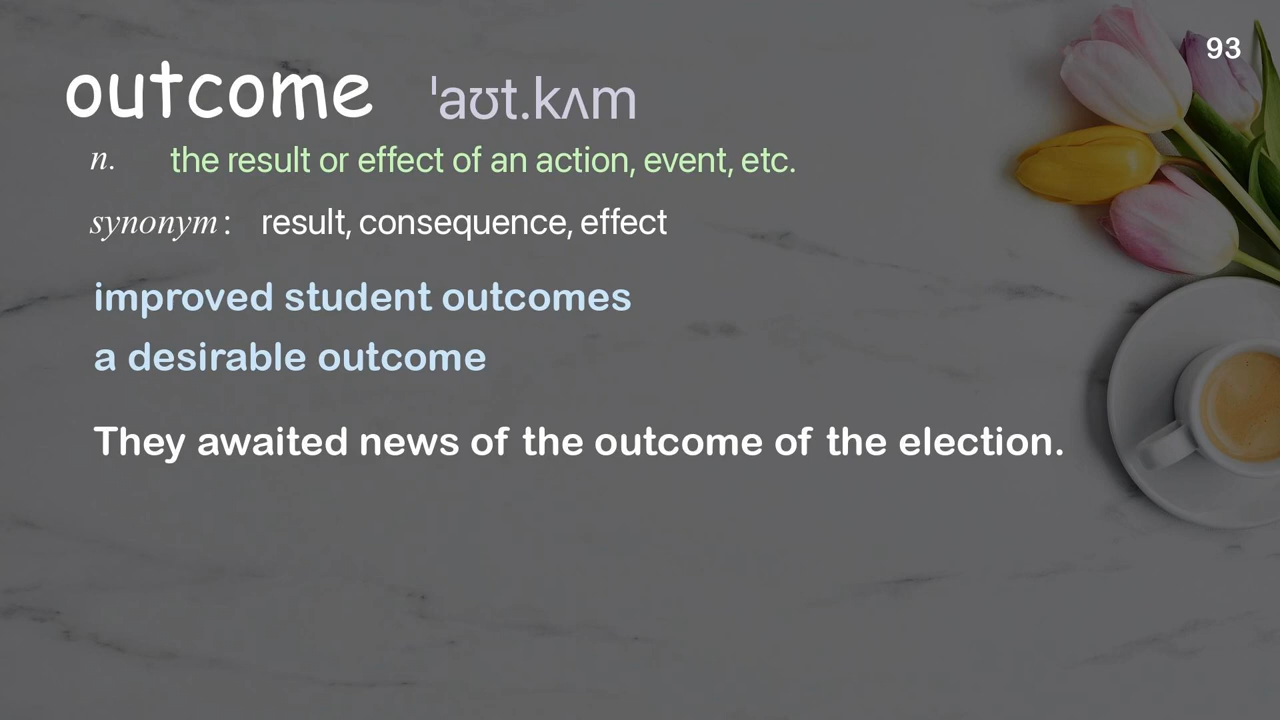 93
outcome ˈaʊt.kʌm
n. the result or effect of an action, event, etc.
synonym: result, consequence, effect
improved student outcomes
a desirable outcome
They awaited news of the outcome of the election.